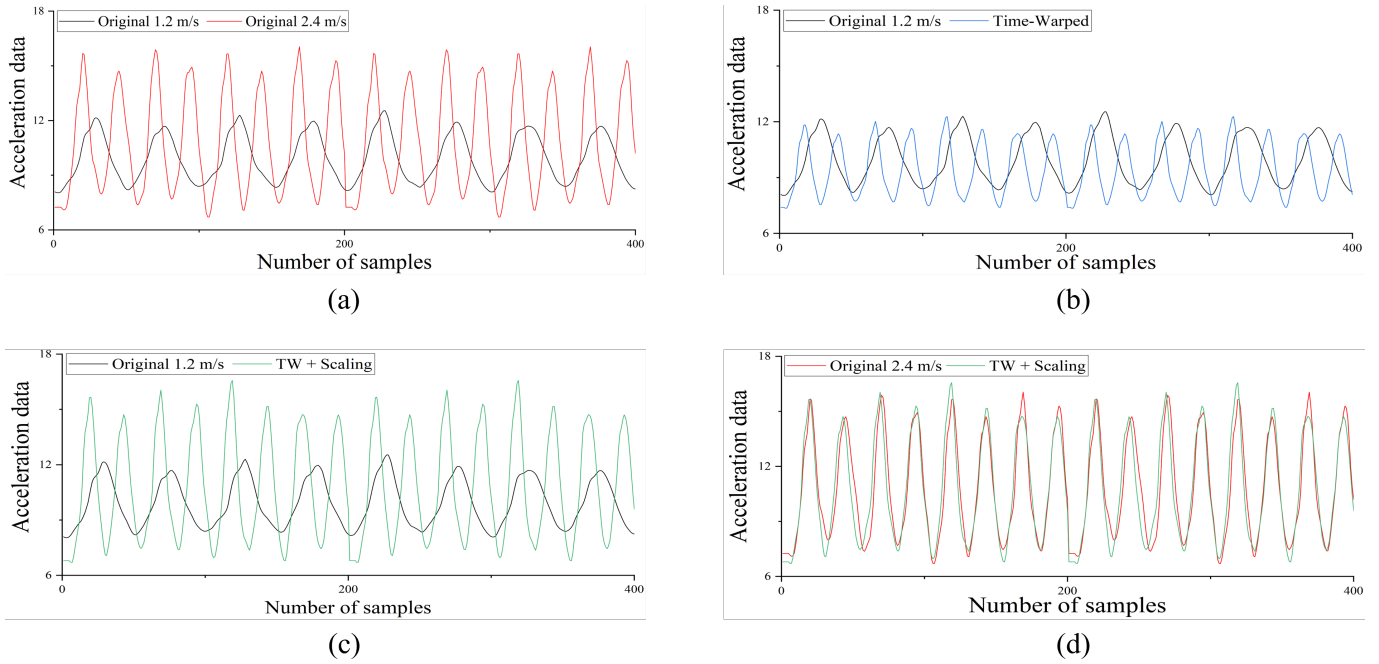 Original 1.2 m/s Original 2.4 m/s
18
12
6
0 200 400
Acceleration data
Number of samples
(a)
Original 1.2 m/s Time-Warped
18
12
6
0 200 400
Acceleration data
Number of samples
(b)
Original 1.2 m/s TW + Scaling
18
12
6
0 200 400
Acceleration data
Number of samples
(c)
Original 2.4 m/s TW + Scaling
18
12
6
0 200 400
Acceleration data
Number of samples
(d)